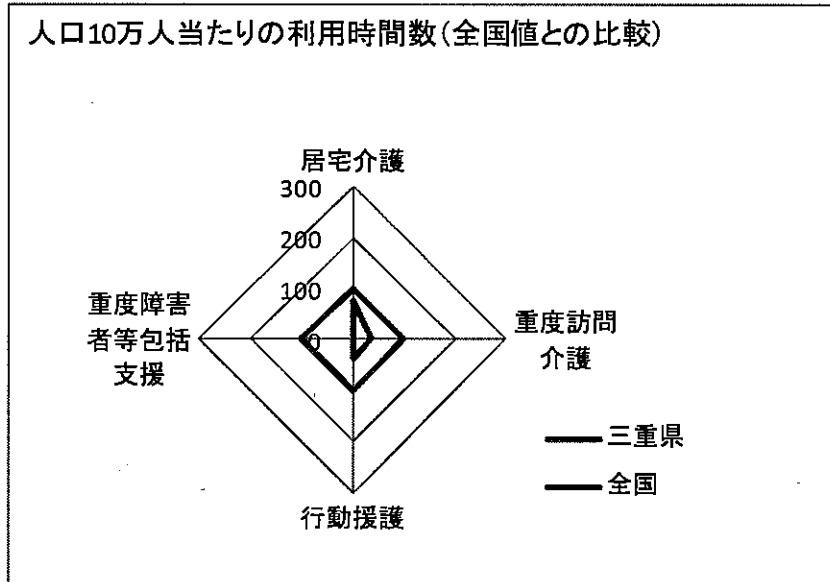 人口10万人当たりの利用時間数(全国値との比較)
居宅介護
300
200
100
0
重度障害
者等包括
支援
重度訪問
介護
行動援護
三重県
全国